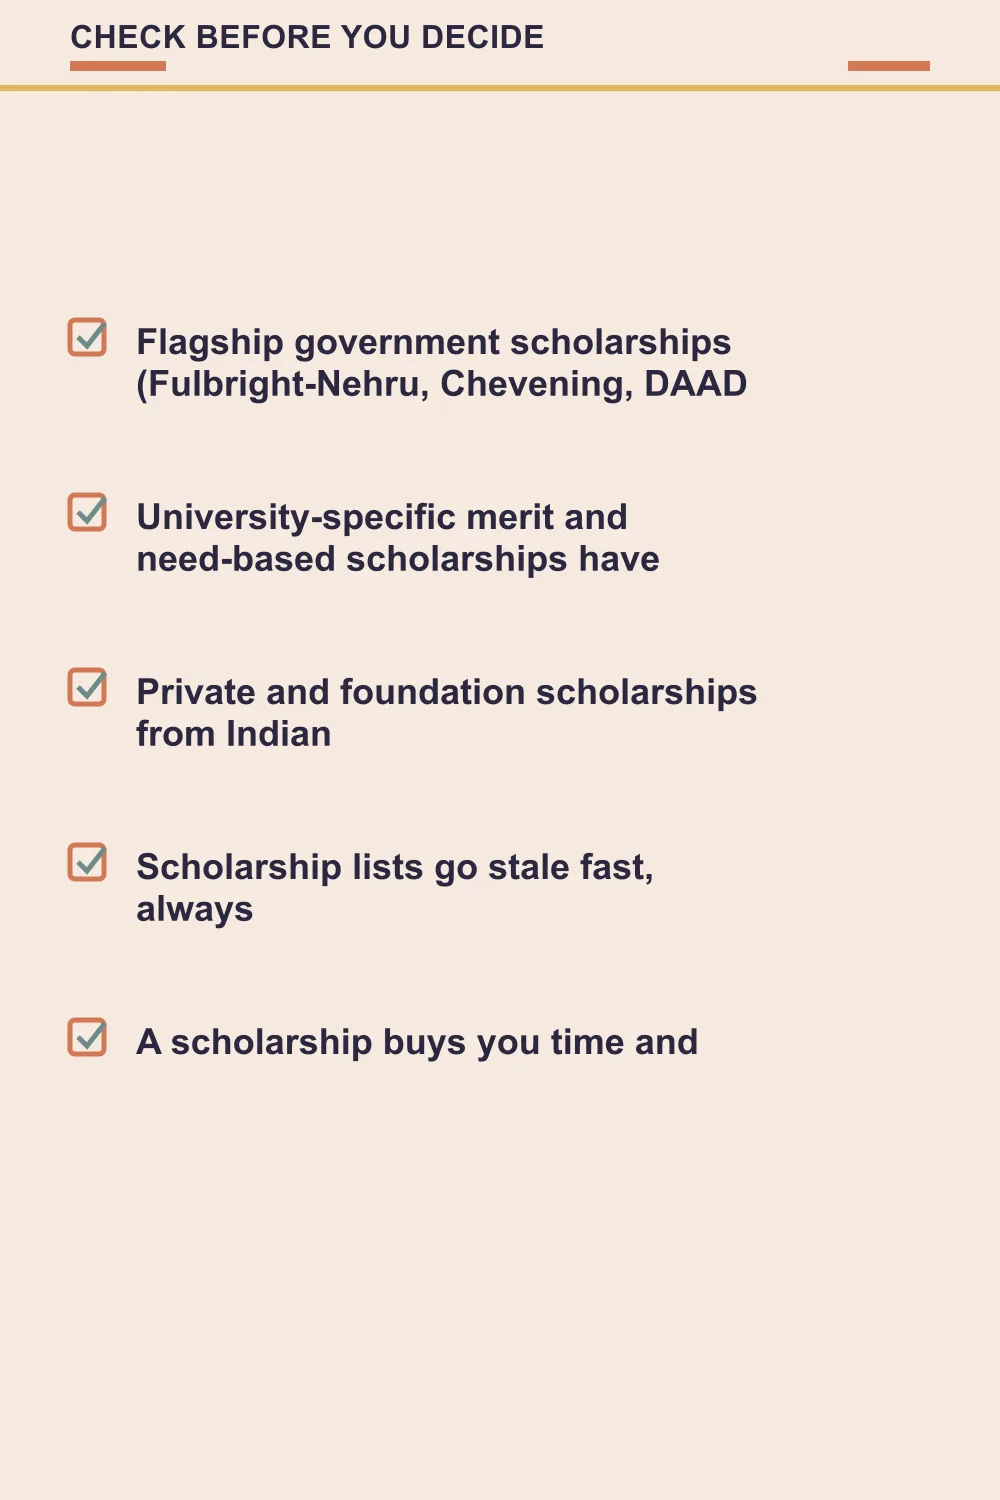 CHECK BEFORE YOU DECIDE
Flagship government scholarships
(Fulbright-Nehru, Chevening, DAAD
University-specific merit and
need-based scholarships have
Private and foundation scholarships
from Indian
Scholarship lists go stale fast,
always
A scholarship buys you time and